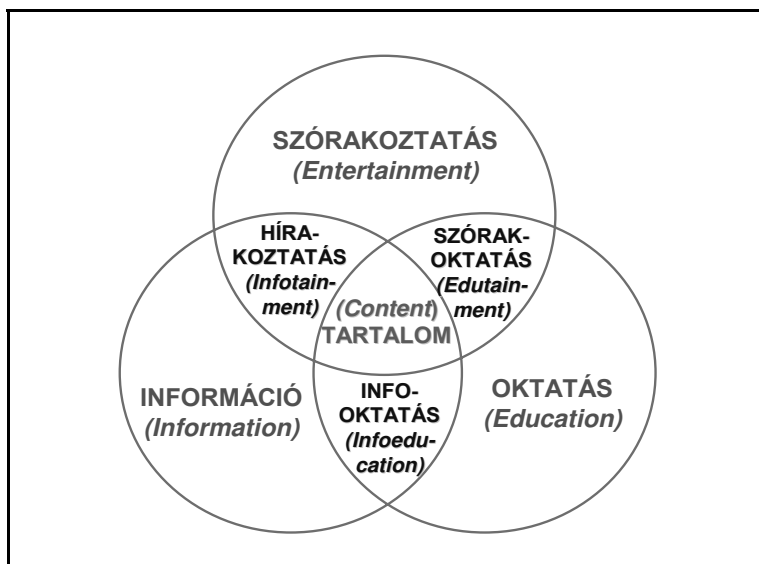 SZÓRAKOZTATÁS
(Entertainment)
HÍRA-
KOZTATÁS
(Infotain-
ment)
SZÓRAK-
OKTATÁS
(Edutain-
ment)
(Content)
TARTALOM
INFORMÁCIÓ
(Information)
INFO-
OKTATÁS
(Infoedu-
cation)
OKTATÁS
(Education)